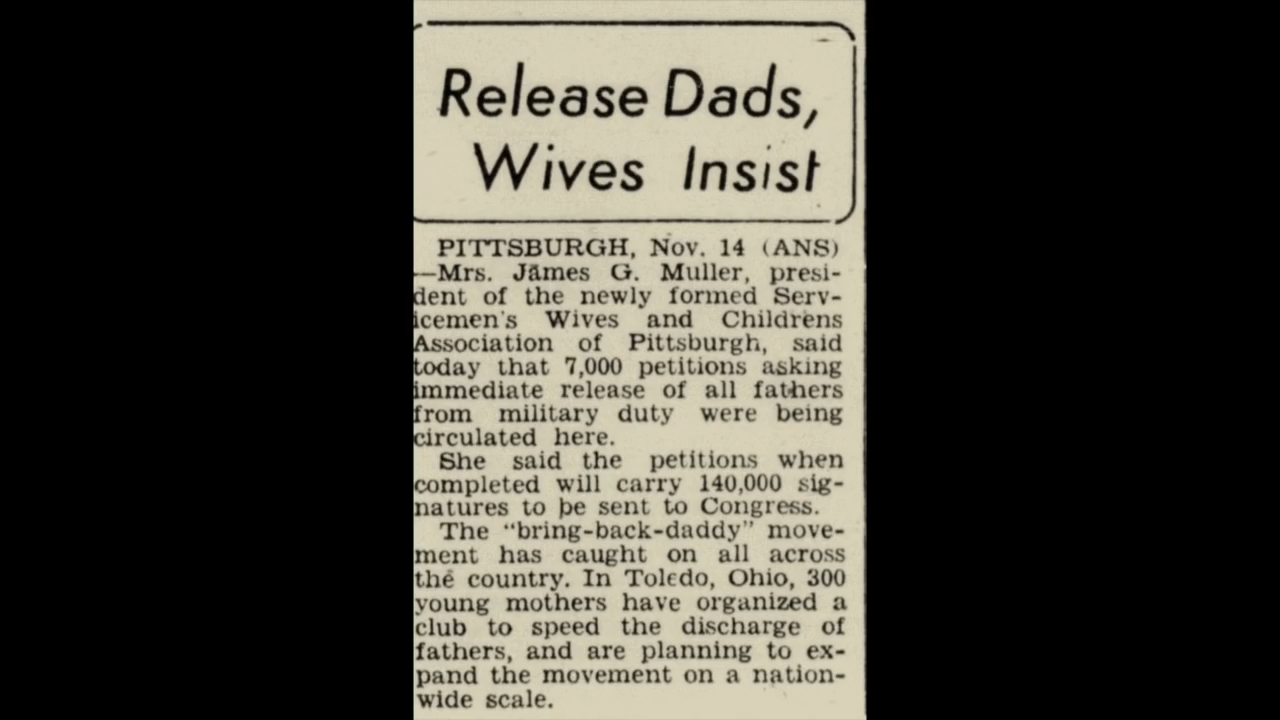 Release Dads,
Wives Insist
PITTSBURGH, Nov. 14 (ANS)
—Mrs. James G. Muller, presi-
dent of the newly formed Serv-
icemen's Wives and Childrens
Association of Pittsburgh, said
today that 7,000 petitions asking
immediate release of all fathers
from military duty were being
circulated here.
She said the petitions when
completed will carry 140,000 sig-
natures to be sent to Congress.
The "bring-back-daddy" move-
ment has caught on all across
the country. In Toledo, Ohio, 300
young mothers have organized a
club to speed the discharge of
fathers, and are planning to ex-
pand the movement on a nation-
wide scale.